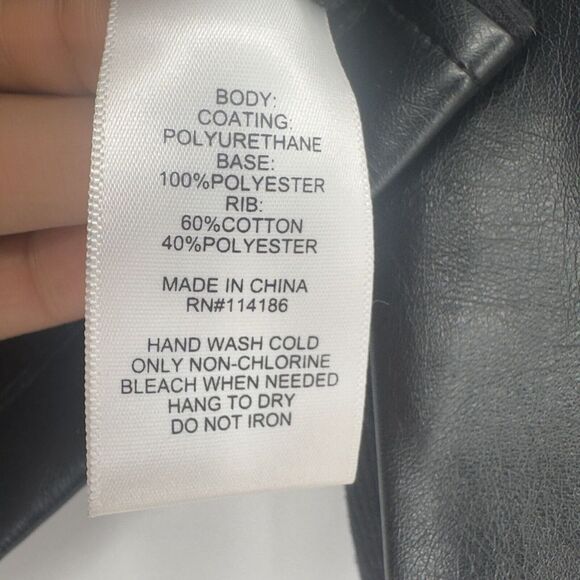 BODY:
COATING:
POLYURETHANE
BASE:
100%POLYESTER
RIB:
60%COTTON
40%POLYESTER
MADE IN CHINA
RN#114186
HAND WASH COLD
ONLY NON-CHLORINE
BLEACH WHEN NEEDED
HANG TO DRY
DO NOT IRON